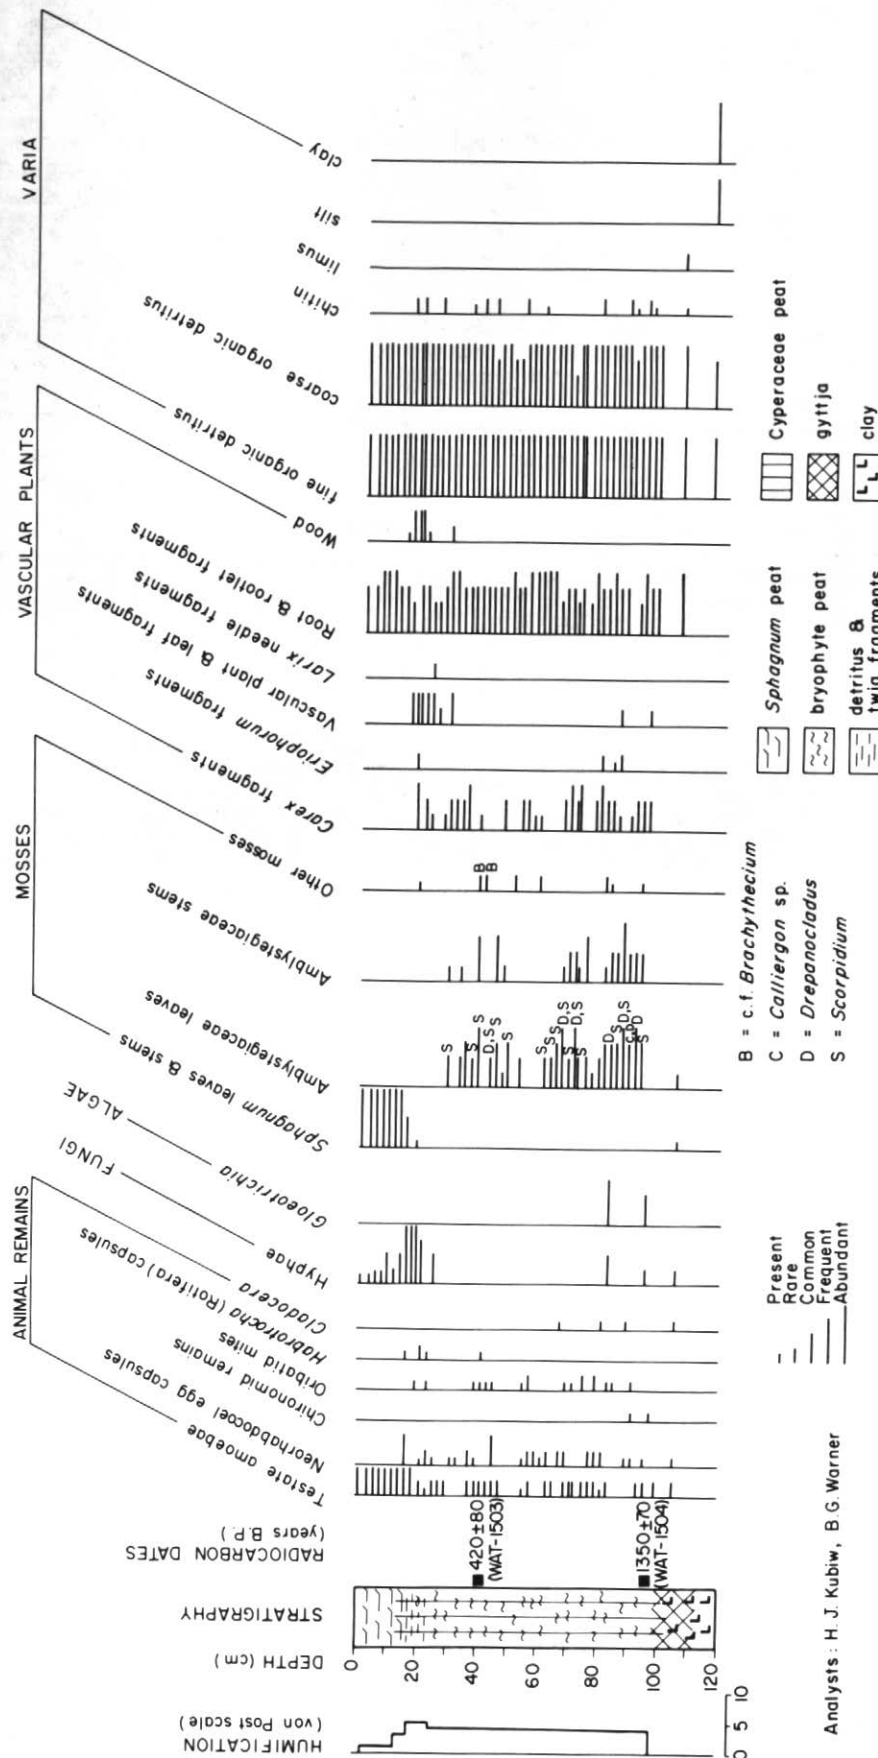 ANIMAL REMAINS
MOSSES
VASCULAR PLANTS
VARIA
HUMIFICATION
(von Post scale)
DEPTH (cm)
STRATIGRAPHY
RADIOCARBON DATES
(years B.P.)
Testate amoebae
Neorhabdocoel egg capsules
Chironomid remains
Oribatid mites
Habrotrocha (Rotifera) capsules
Cladocera
Hyphae
FUNGI
Gloeotrichia
ALGAE
Sphagnum leaves & stems
Amblystegiaceae leaves
Amblystegiaceae stems
Other mosses
Carex fragments
Eriophorum fragments
Vascular plant & leaf fragments
Larix needle fragments
Root & rootlet fragments
Wood
fine organic detritus
coarse organic detritus
chitin
limus
silt
clay
0
20
40
60
80
100
120
0 5 10
420±80
(WAT-1503)
1350±70
(WAT-1504)
S
S
S
S
D,S
S
S
S
S
S
D,S
S
D,S
S
D
S
D,S
S
B
B
B = c.f. Brachythecium
C = Calliergon sp.
D = Drepanocladus
S = Scorpidium
Present
Rare
Common
Frequent
Abundant
Sphagnum peat
bryophyte peat
detritus &
twig fragments
Cyperaceae peat
gyttja
clay
Analysts: H.J. Kubiw, B.G. Warner